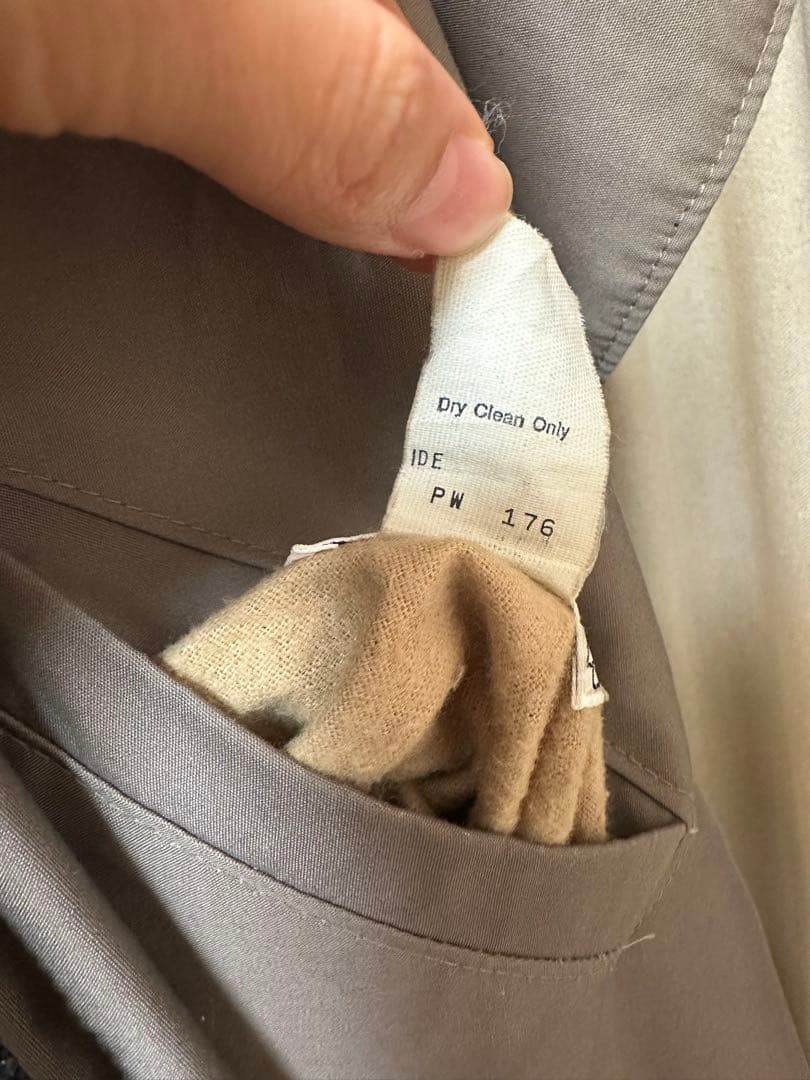 Dry Clean Only
IDE
PW 176